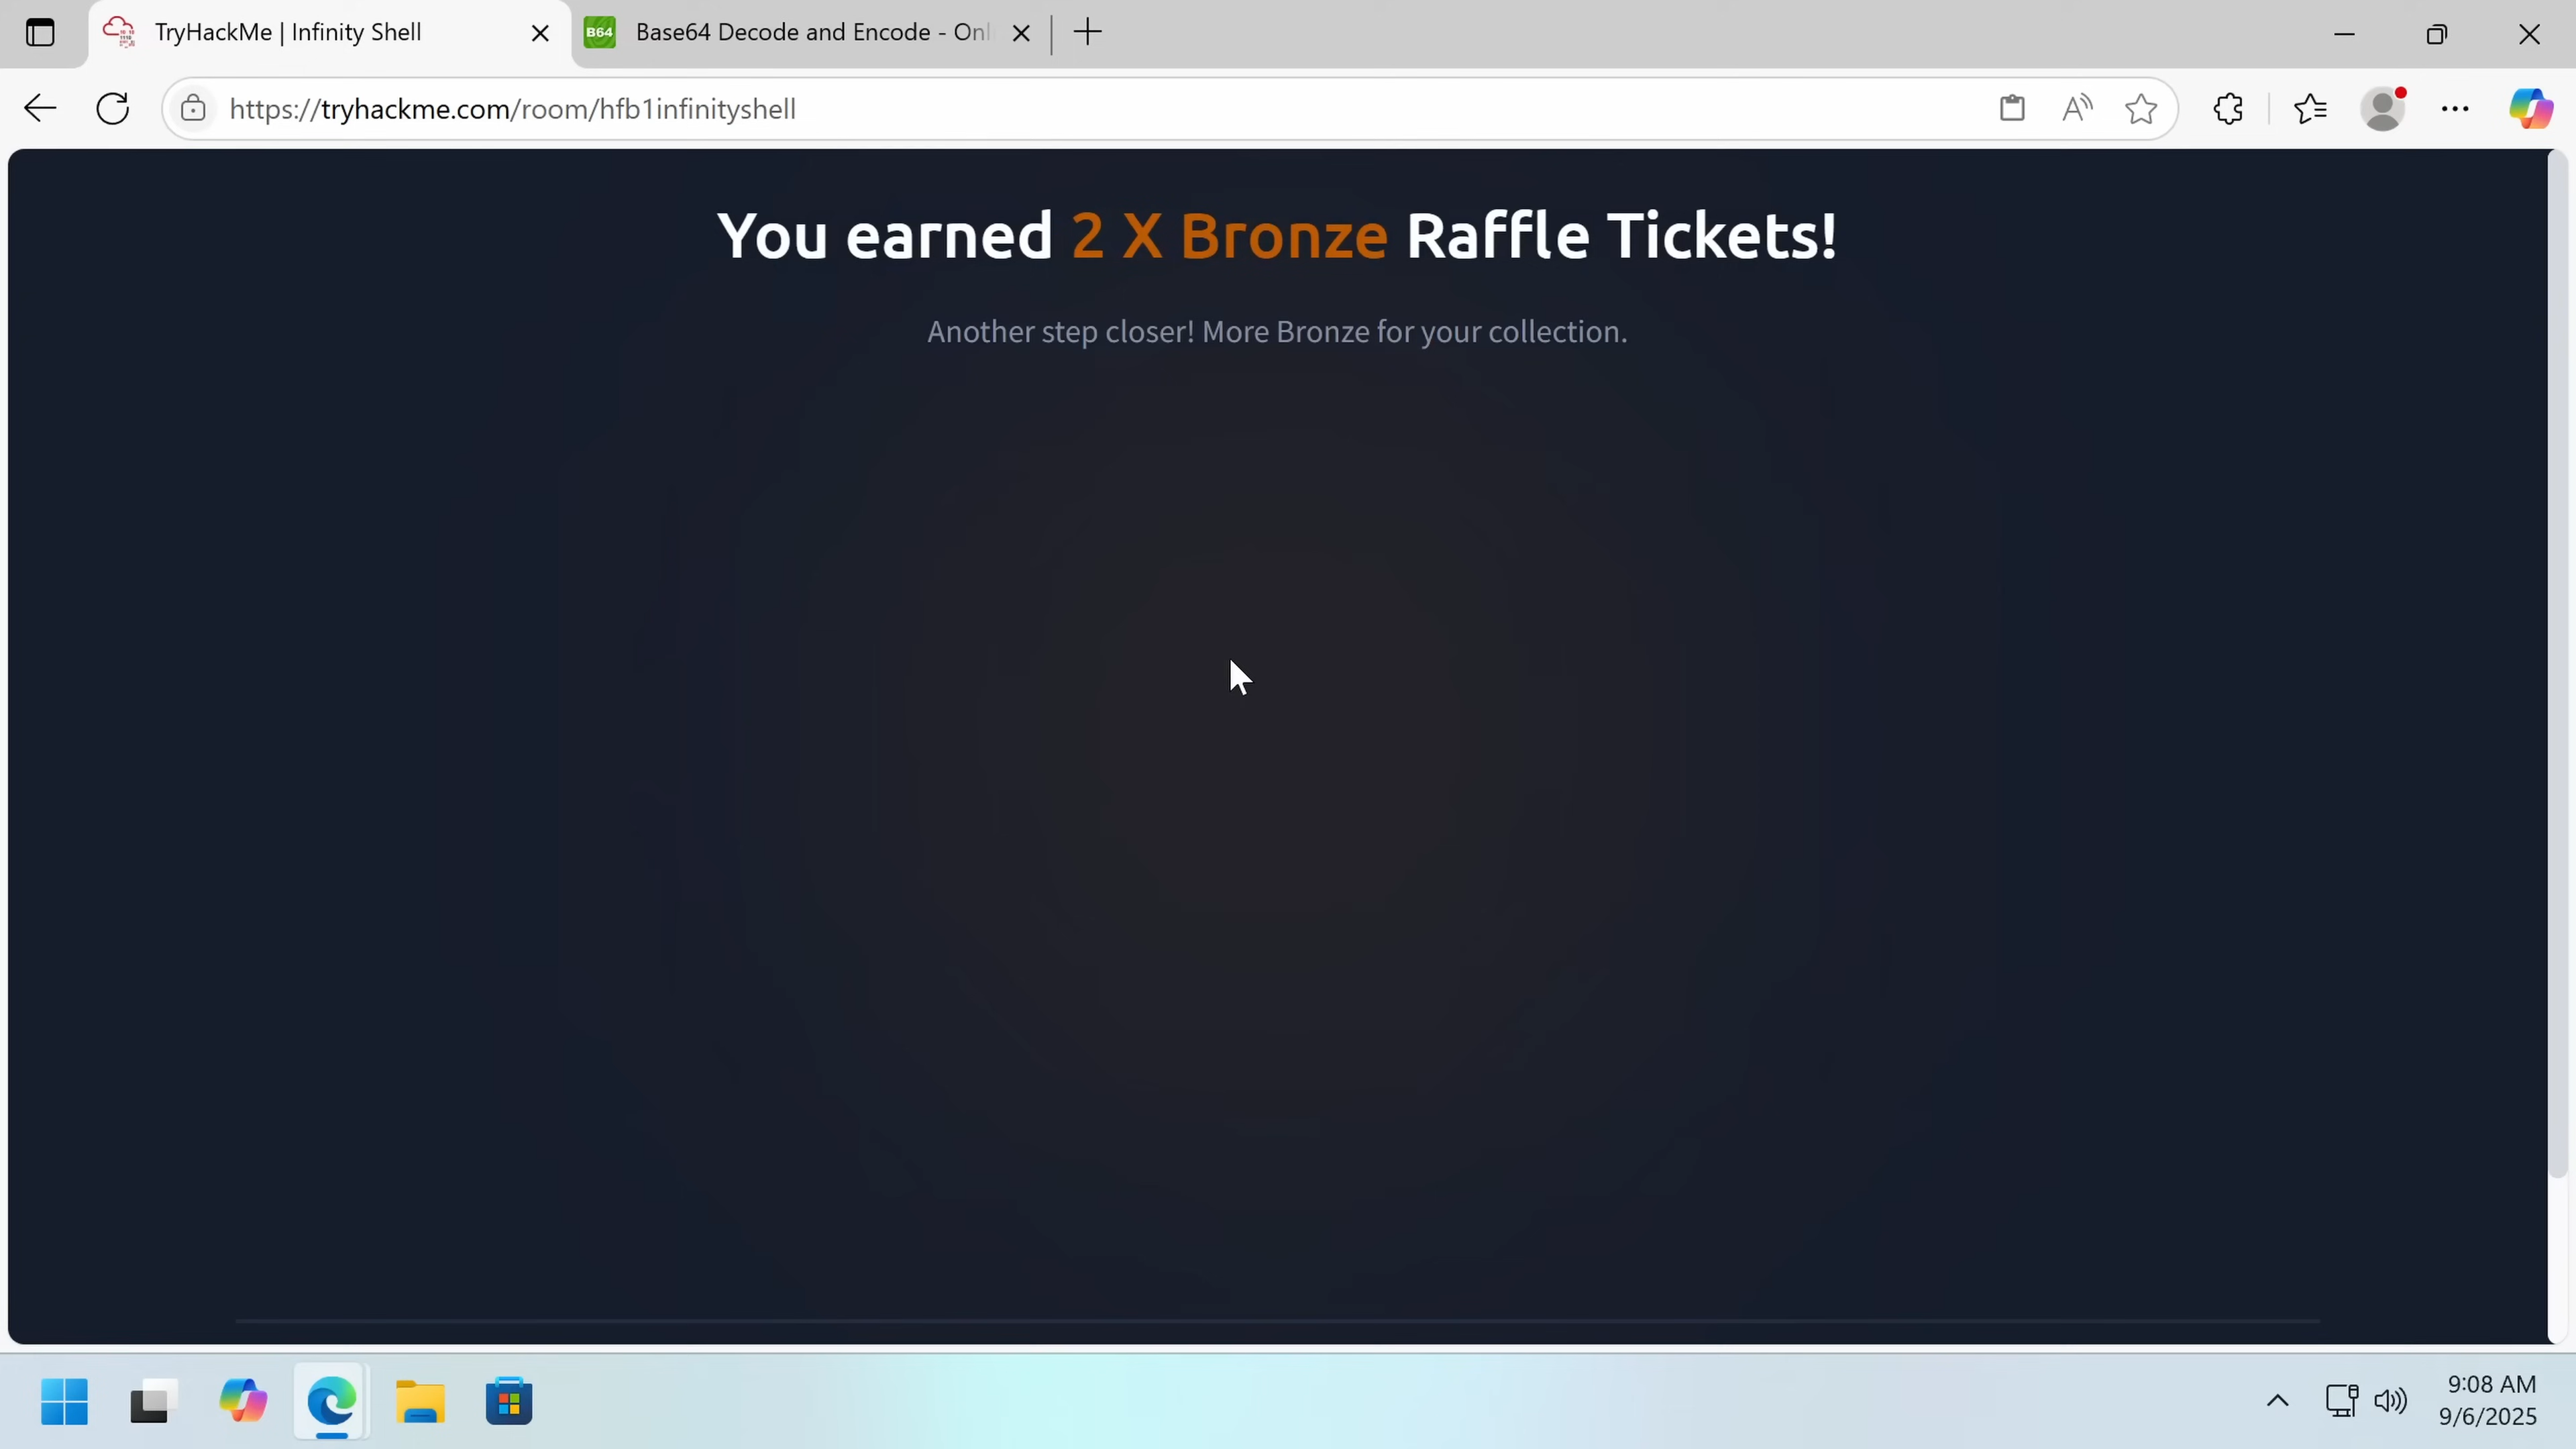 TryHackMe | Infinity Shell
B64
Base64 Decode and Encode - Onl
https://tryhackme.com/room/hfb1infinityshell
You earned 2 X Bronze Raffle Tickets!
Another step closer! More Bronze for your collection.
9:08 AM
9/6/2025